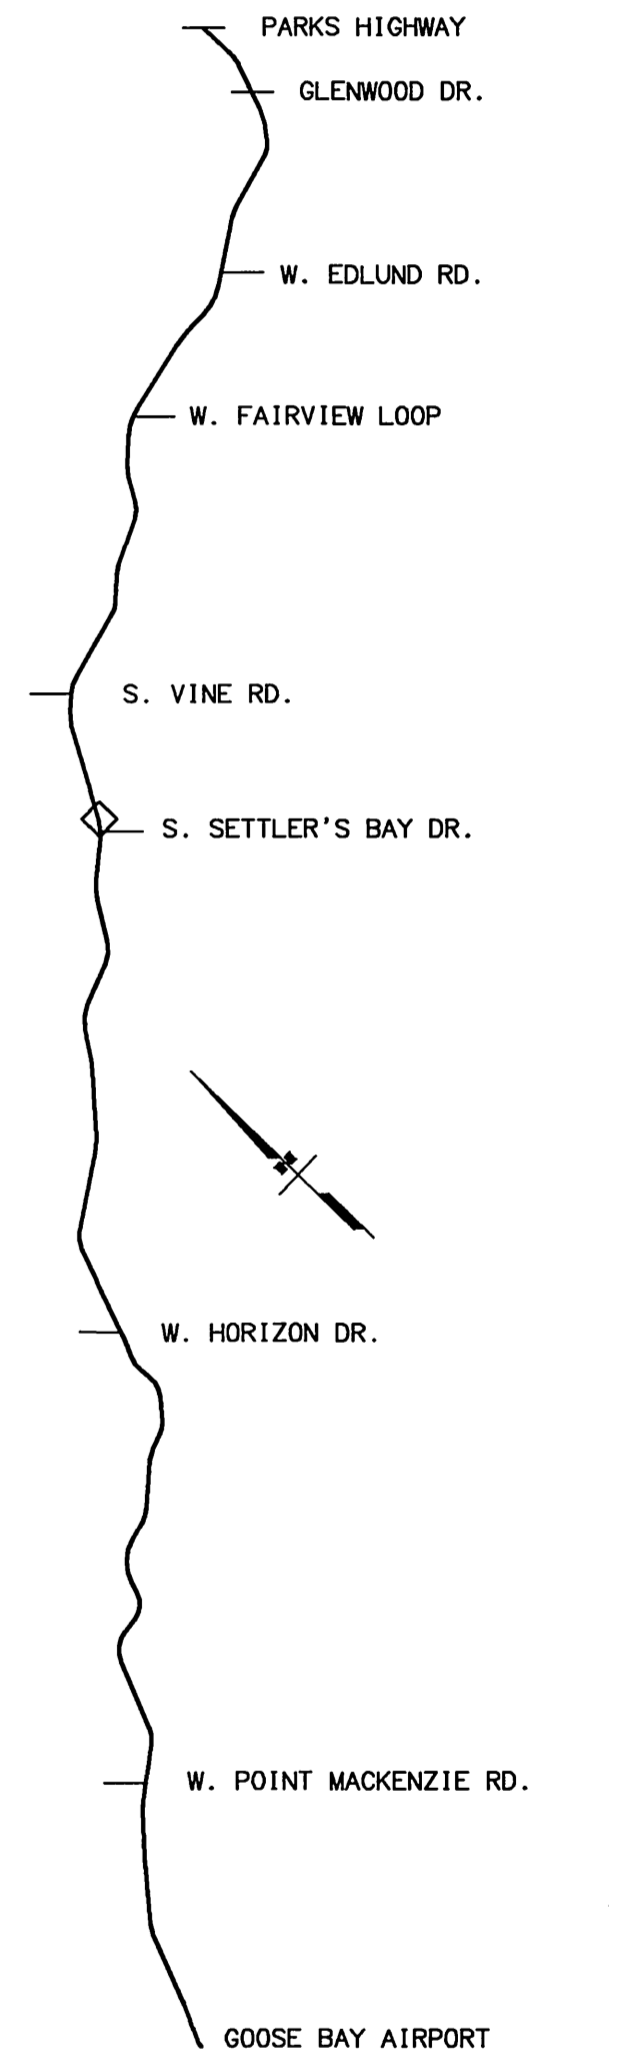 PARKS HIGHWAY
GLENWOOD DR.
W. EDLUND RD.
W. FAIRVIEW LOOP
S. VINE RD.
S. SETTLER'S BAY DR.
W. HORIZON DR.
W. POINT MACKENZIE RD.
GOOSE BAY AIRPORT